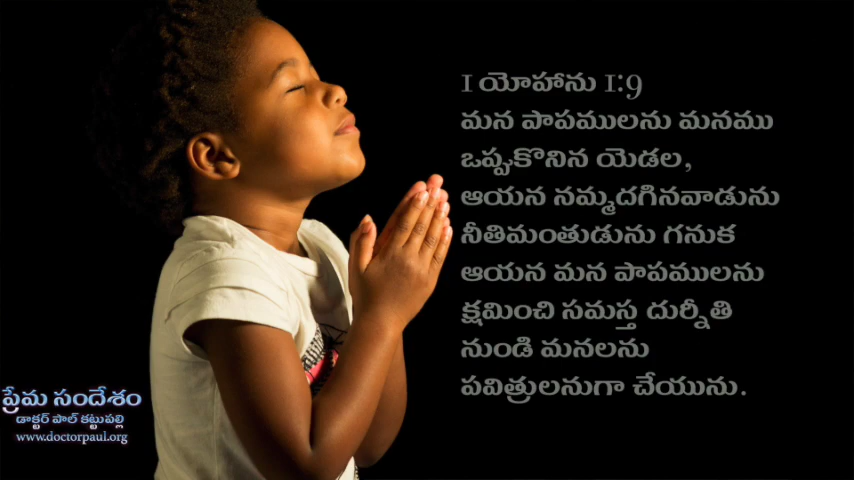 1 యోహాను 1:9
మన పాపములను మనము
ఒప్పుకొనిన యెడల,
ఆయన నమ్మదగినవాడును
నీతిమంతుడును గనుక
ఆయన మన పాపములను
క్షమించి సమస్త దుర్నీతి
నుండి మనలను
పవిత్రులనుగా చేయును.
ప్రేమ సందేశం
డాక్టర్ పాల్ కట్టుపల్లి
www.doctorpaul.org